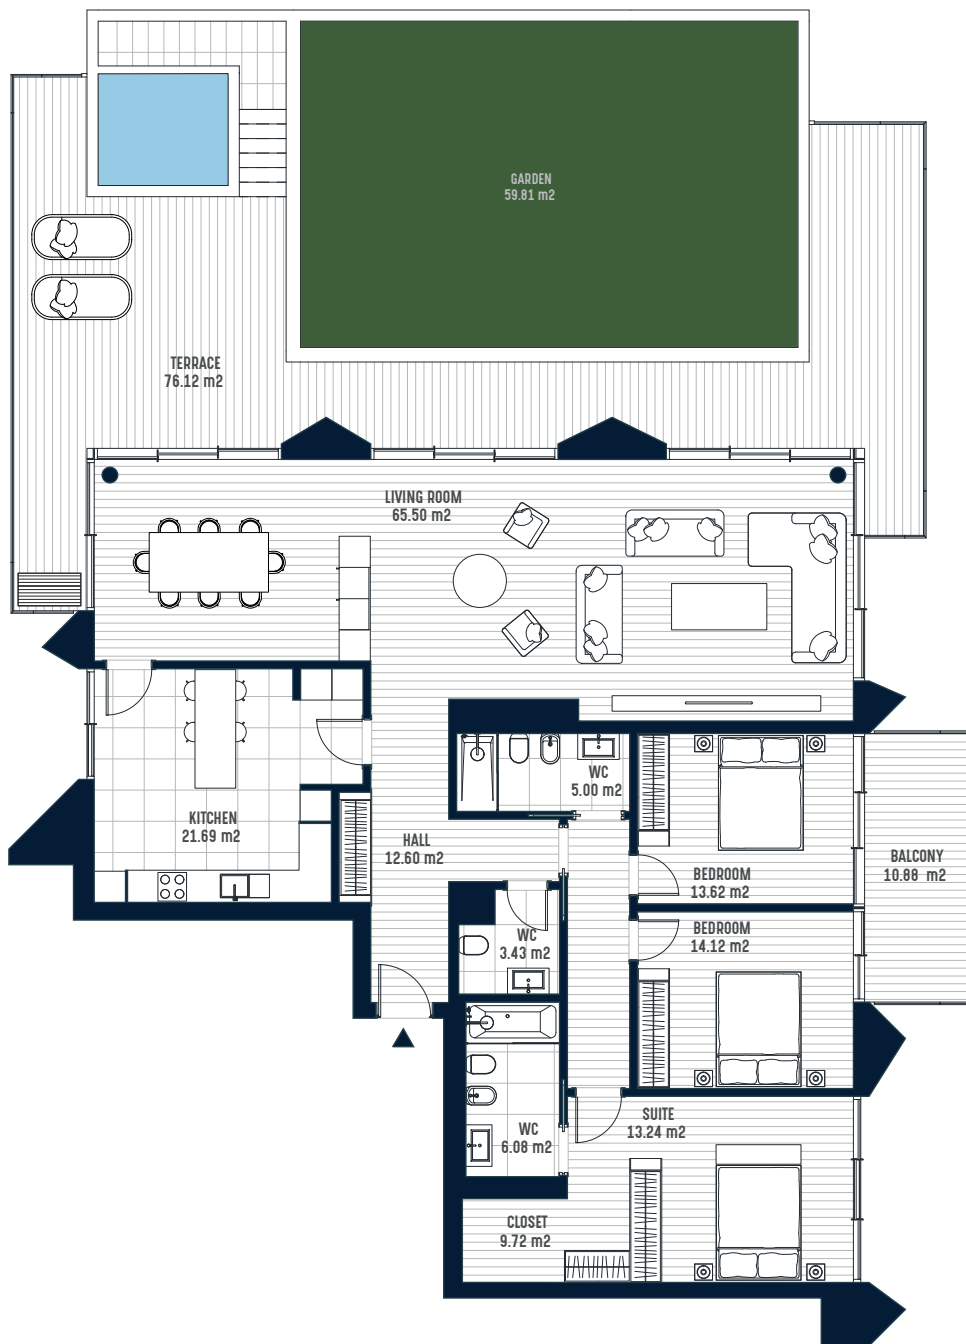 GARDEN
59.81 m2
TERRACE
76.12 m2
LIVING ROOM
65.50 m2
WC
5.00 m2
KITCHEN
21.69 m2
HALL
12.60 m2
BEDROOM
13.62 m2
BALCONY
10.88 m2
BEDROOM
14.12 m2
WC
3.43 m2
SUITE
13.24 m2
WC
6.08 m2
CLOSET
9.72 m2